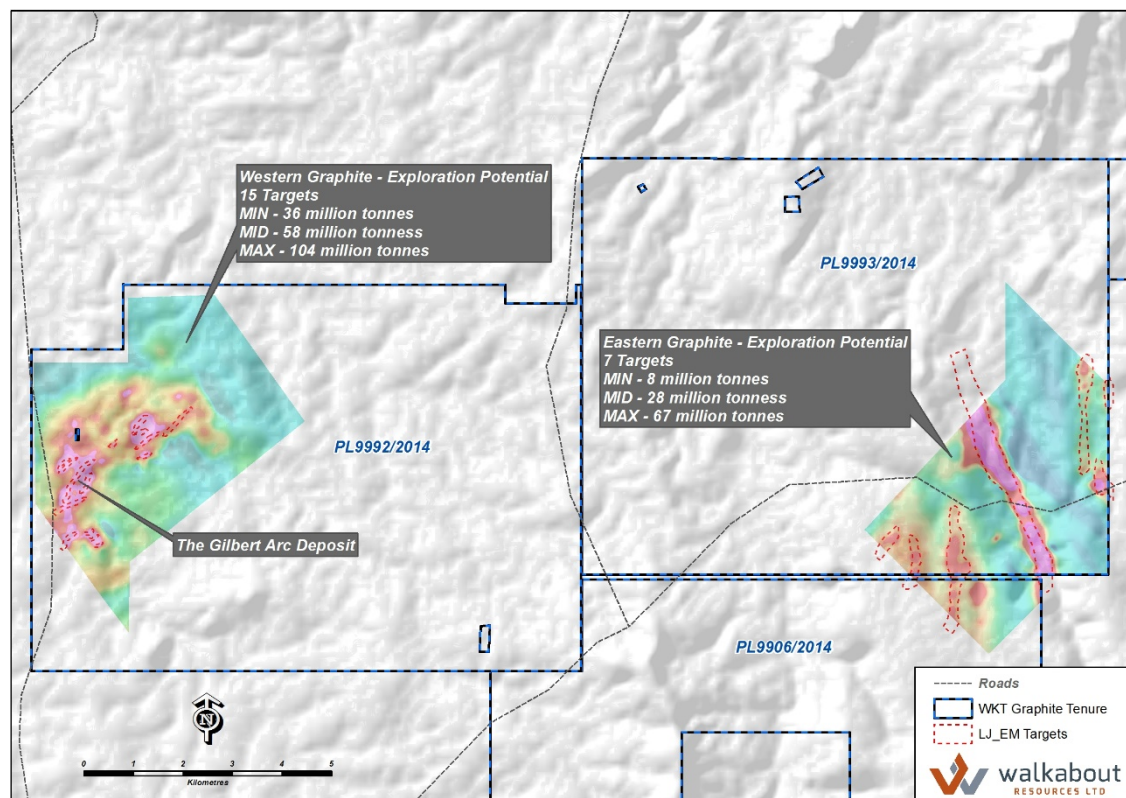 Western Graphite - Exploration Potential
15 Targets
MIN - 36 million tonnes
MID - 58 million tonness
MAX - 104 million tonnes
PL9993/2014
Eastern Graphite - Exploration Potential
7 Targets
MIN - 8 million tonnes
MID - 28 million tonness
MAX - 67 million tonnes
PL9992/2014
The Gilbert Arc Deposit
PL9906/2014
N
0 1 2 3 4 5
Kilometres
Roads
WKT Graphite Tenure
LJ_EM Targets
walkabout
RESOURCES LTD